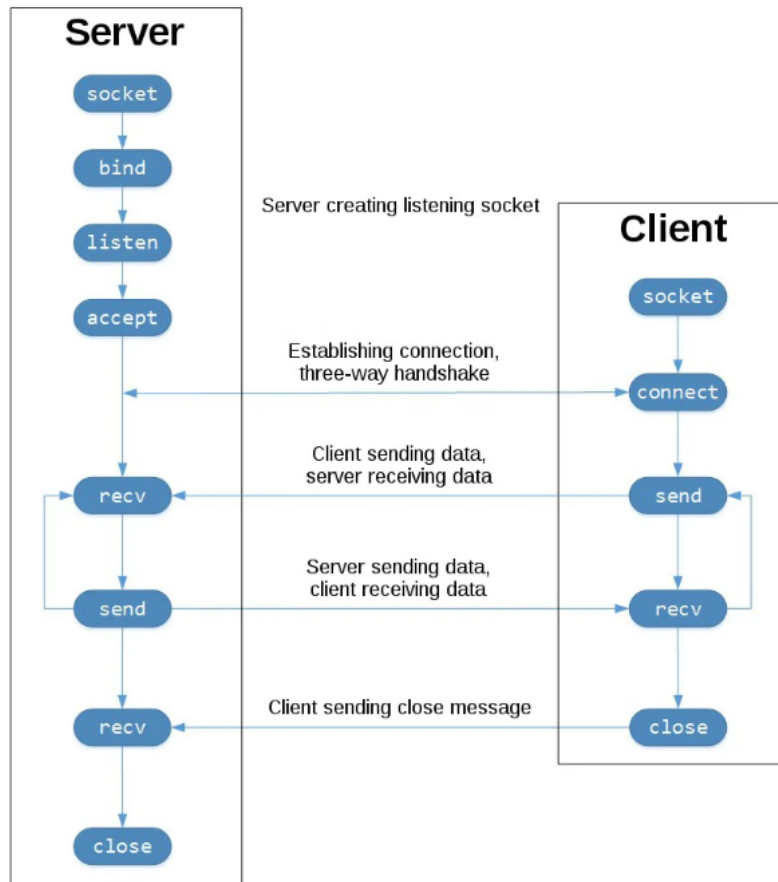 Server
socket
bind
listen
accept
recv
send
recv
close
Server creating listening socket
Establishing connection,
three-way handshake
Client sending data,
server receiving data
Server sending data,
client receiving data
Client sending close message
Client
socket
connect
send
recv
close